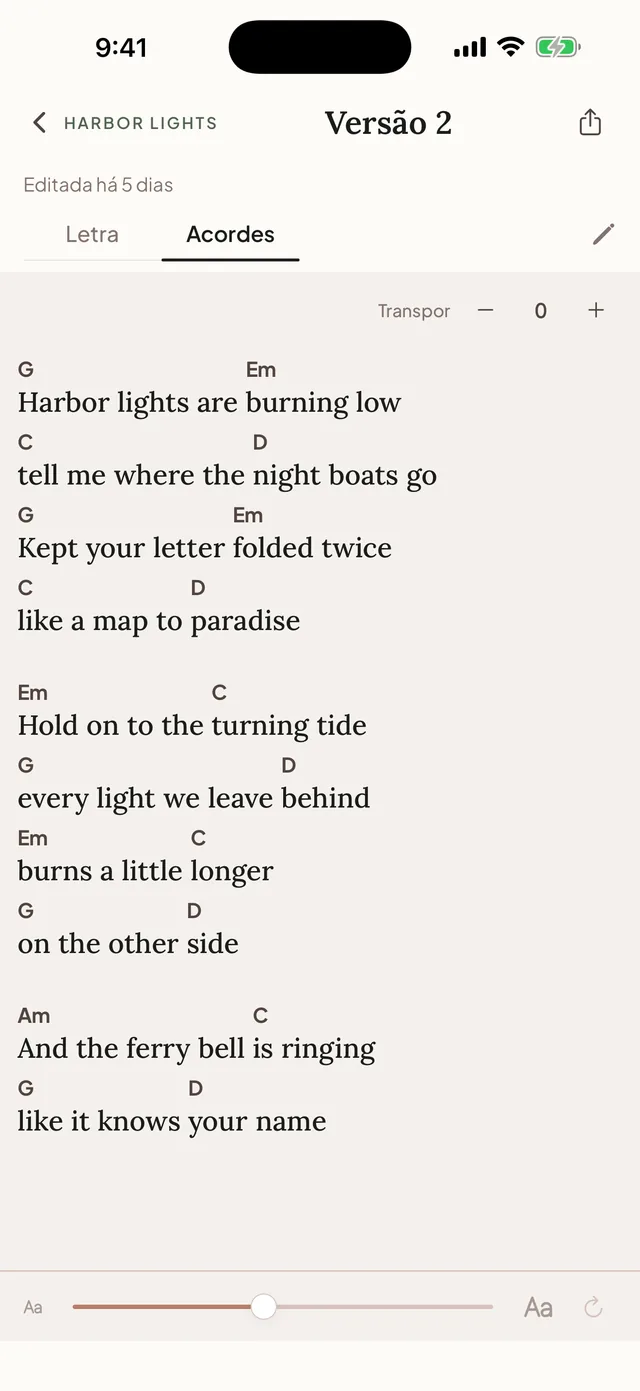 9:41
HARBOR LIGHTS Versão 2
Editada há 5 dias
Letra Acordes
Transpor − 0 +
G Em
Harbor lights are burning low
C D
tell me where the night boats go
G Em
Kept your letter folded twice
C D
like a map to paradise
Em C
Hold on to the turning tide
G D
every light we leave behind
Em C
burns a little longer
G D
on the other side
Am C
And the ferry bell is ringing
G D
like it knows your name
Aa Aa